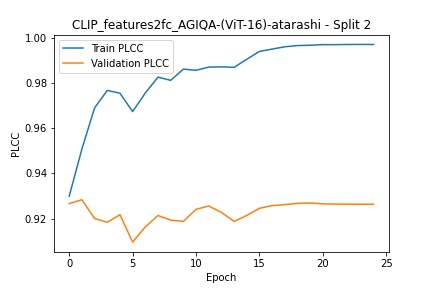 CLIP_features2fc_AGIQA-(ViT-16)-atarashi - Split 2
Train PLCC
Validation PLCC
PLCC
1.00
0.98
0.96
0.94
0.92
0
5
10
15
20
25
Epoch